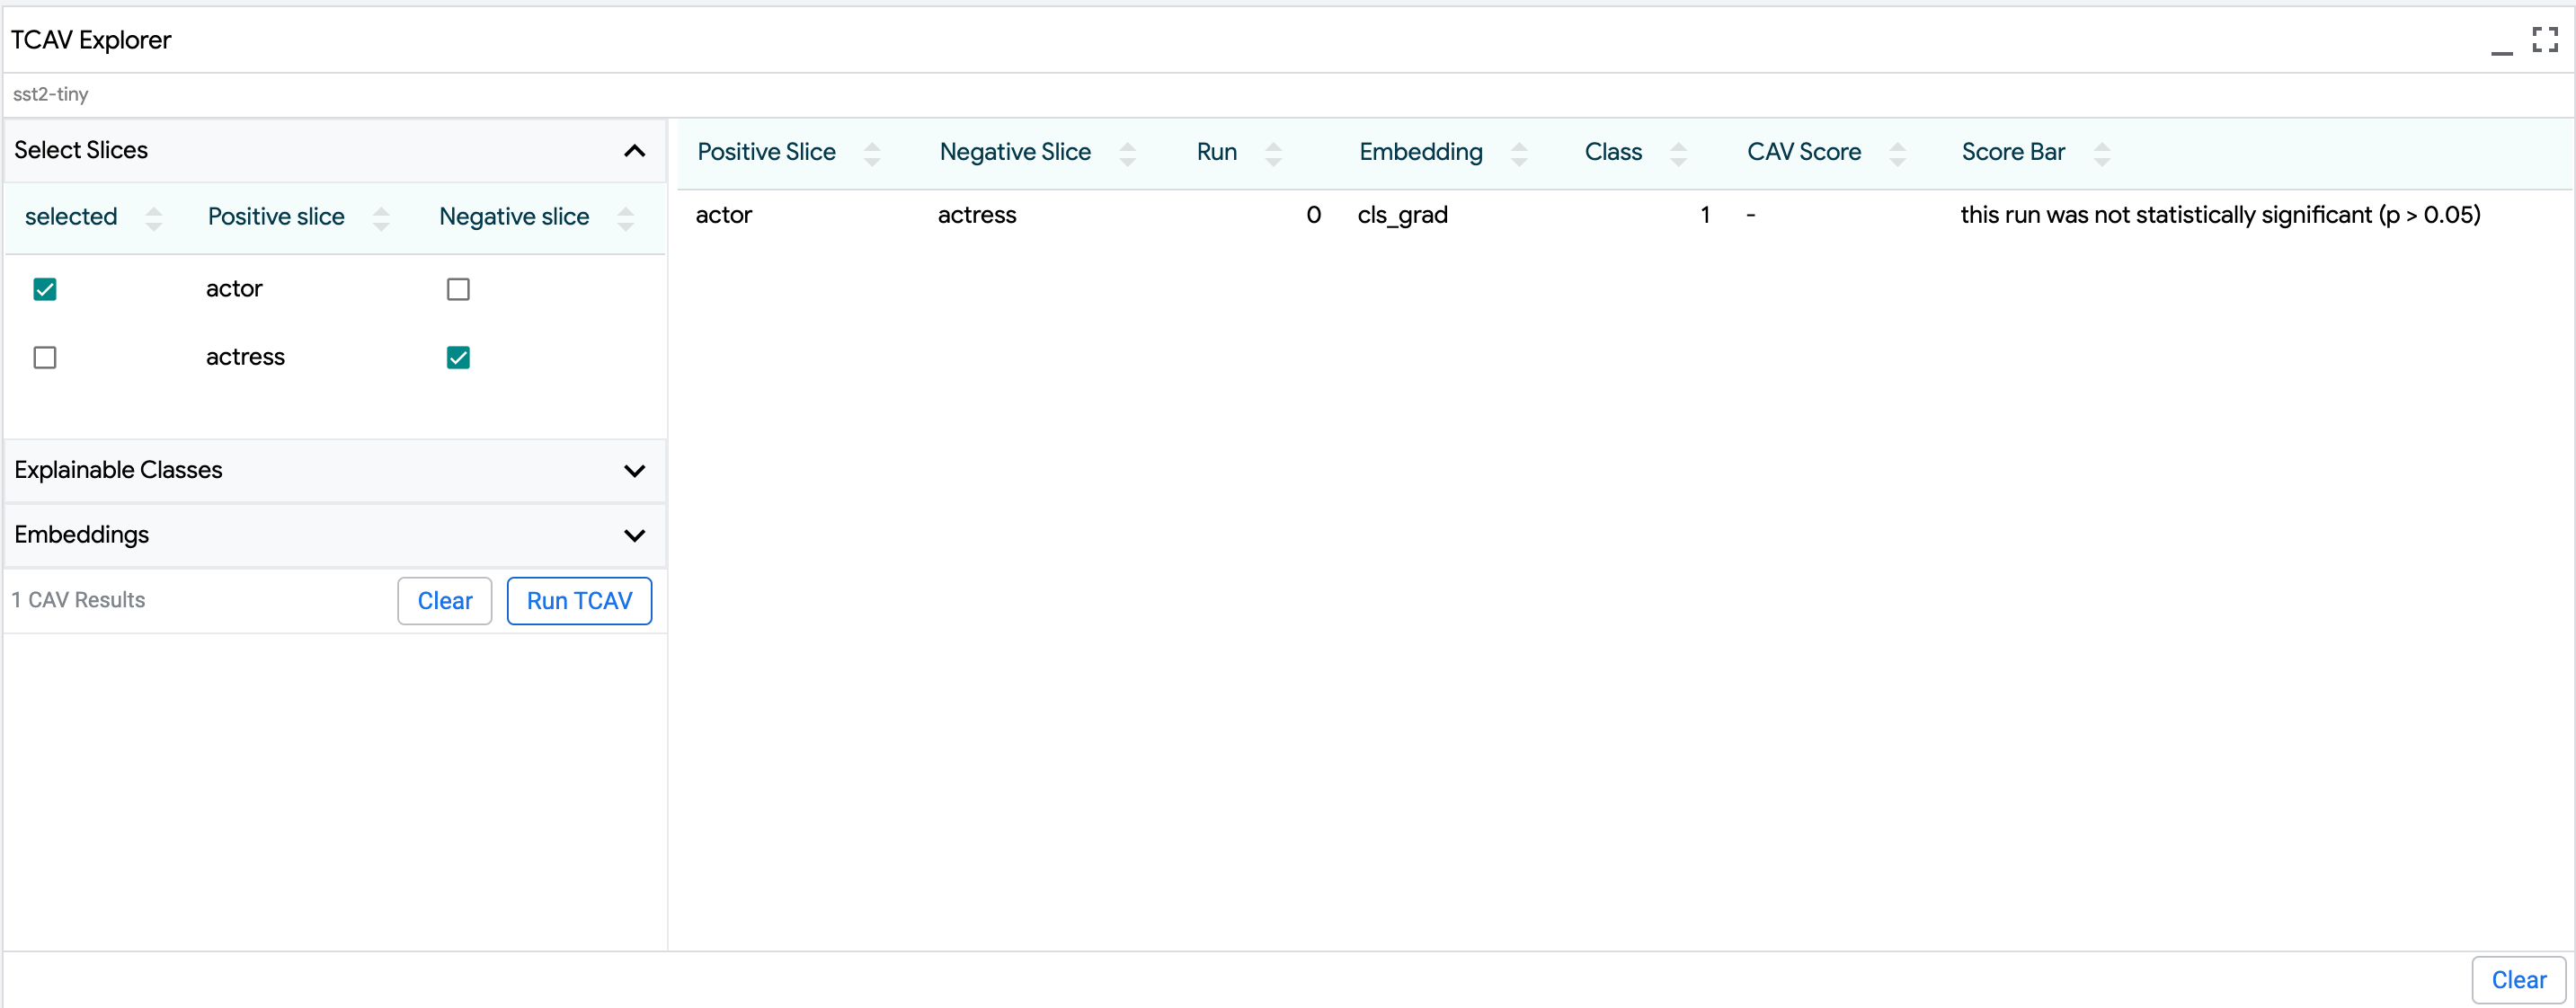 TCAV Explorer
sst2-tiny
Select Slices
selected Positive slice Negative slice
actor
actress
Explainable Classes
Embeddings
1 CAV Results Clear Run TCAV
Positive Slice Negative Slice Run Embedding Class CAV Score Score Bar
actor actress 0 cls_grad 1 - this run was not statistically significant (p > 0.05)
Clear